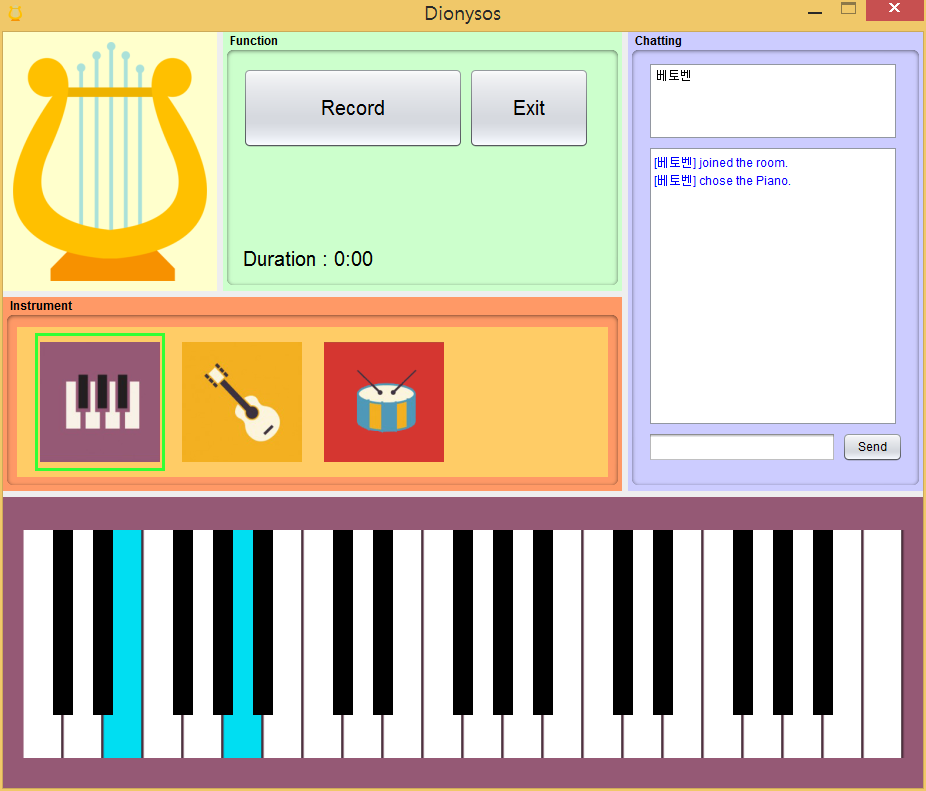 Dionysos
Function
Record
Exit
Duration : 0:00
Chatting
베토벤
[베토벤] joined the room.
[베토벤] chose the Piano.
Send
Instrument